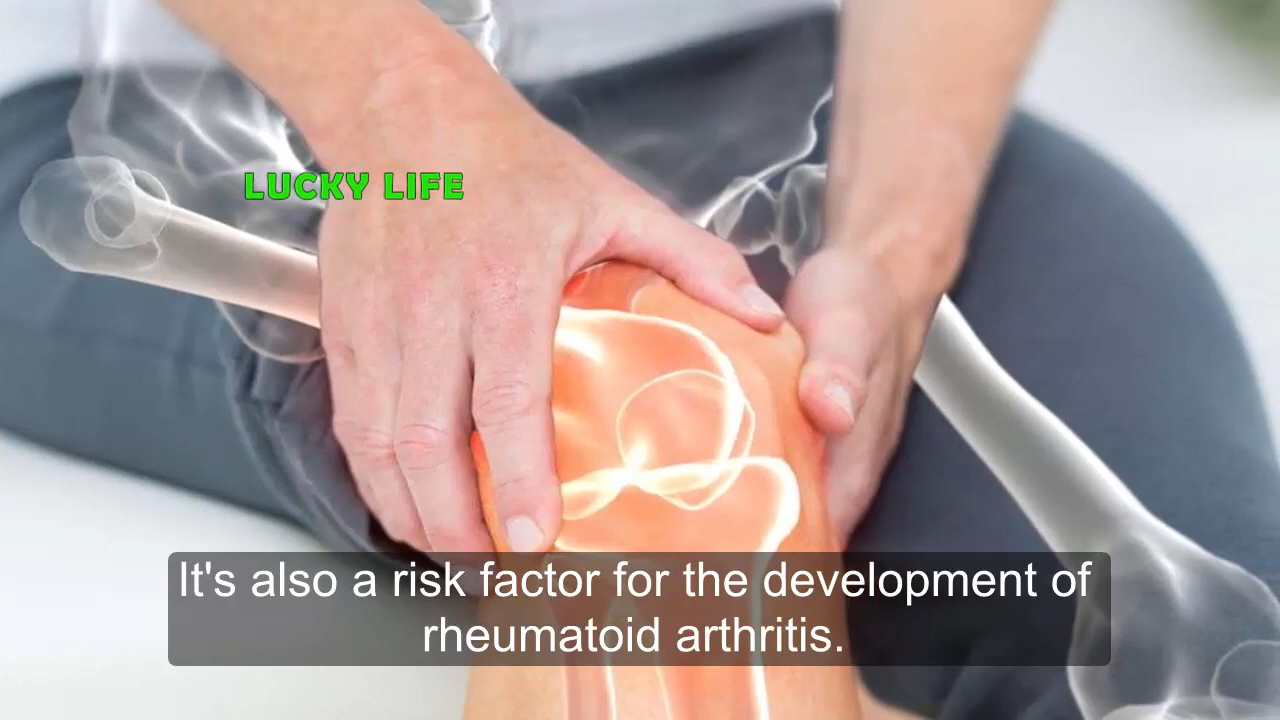 LUCKY LIFE
It's also a risk factor for the development of
rheumatoid arthritis.